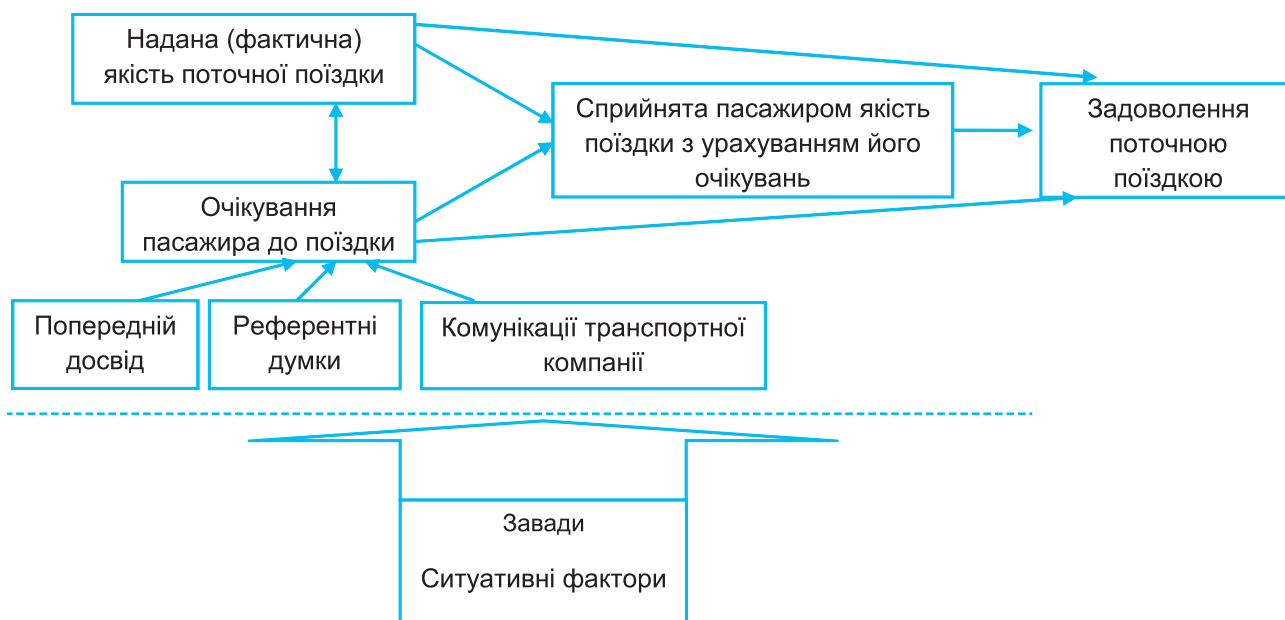 Надана (фактична)
якість поточної поїздки
Сприйнята пасажиром якість
поїздки з урахуванням його
очікувань
Задоволення
поточною
поїздкою
Очікування
пасажира до поїздки
Попередній
досвід
Референтні
думки
Комунікації транспортної
компанії
Завади
Ситуативні фактори